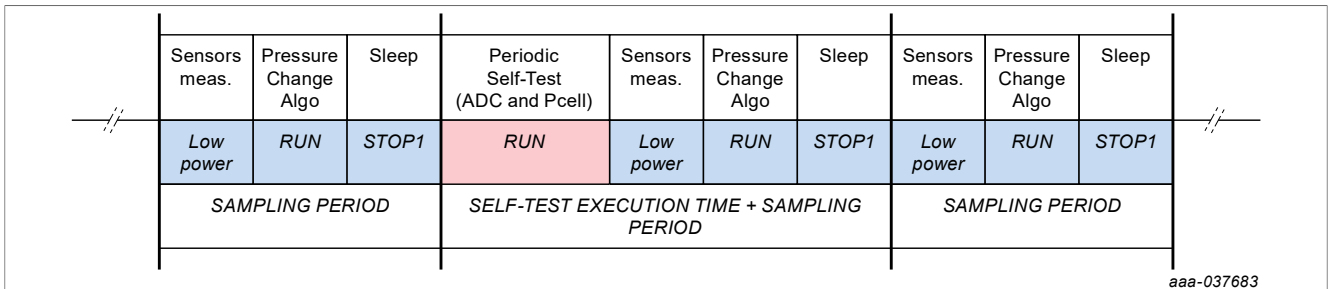 Sensors meas.
Pressure Change Algo
Sleep
Periodic Self-Test (ADC and Pcell)
Sensors meas.
Pressure Change Algo
Sleep
Sensors meas.
Pressure Change Algo
Sleep
Low power
RUN
STOP1
RUN
Low power
RUN
STOP1
Low power
RUN
STOP1
SAMPLING PERIOD
SELF-TEST EXECUTION TIME + SAMPLING PERIOD
SAMPLING PERIOD
aaa-037683